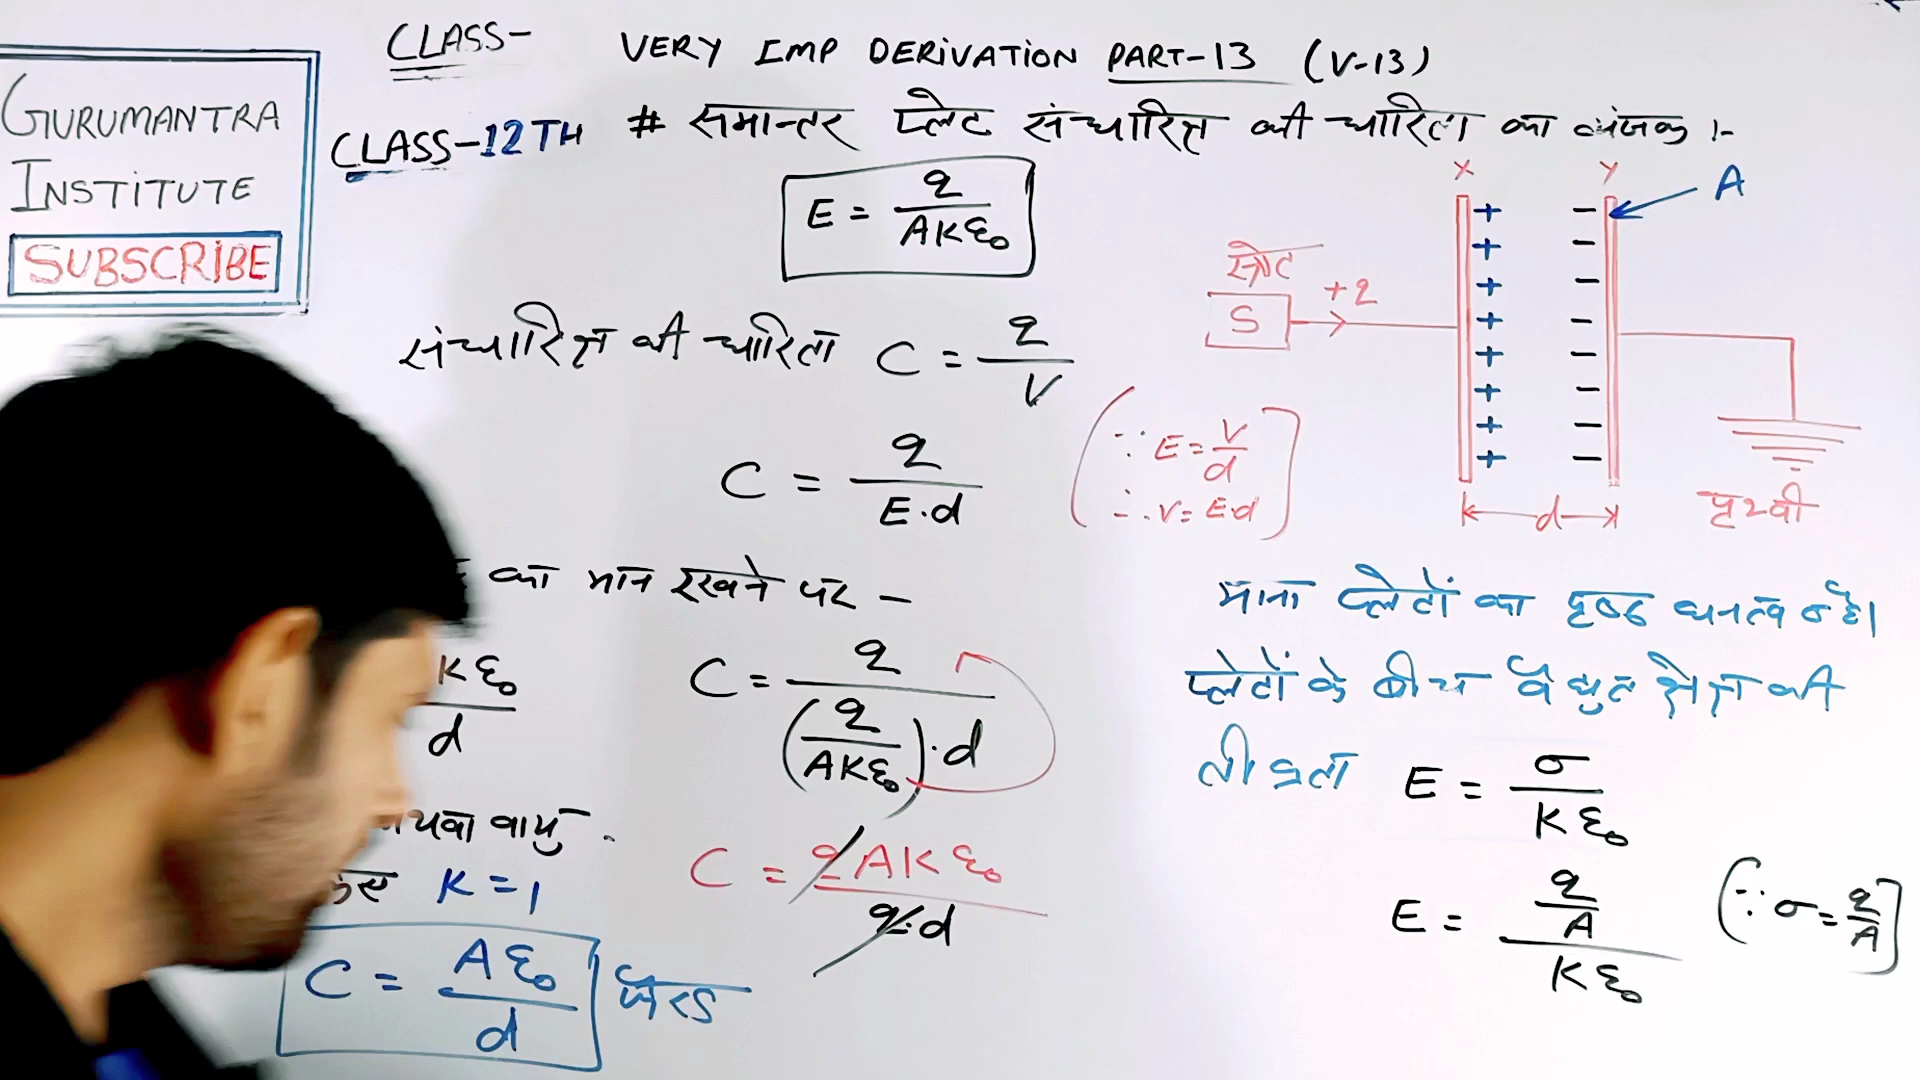 GURUMANTRA
INSTITUTE
SUBSCRIBE
CLASS-
CLASS-12TH
VERY IMP DERIVATION PART-13 (V-13)
# समान्तर प्लेट संधारित्र की धारिता का व्यंजक :-
E = q/AKε₀
संधारित्र की धारिता C = q/V
C = q/E.d
(∵ E = V/d
∴ V = E.d]
का मान रखने पर –
C = q/(q/AKε₀).d
C = qAKε₀/q.d
Kε₀/d
वायु
K = 1
C = Aε₀/d फैरड
X Y
A
स्रोत
S
+q
+ + + + + + + +
− − − − − − − −
d
पृथ्वी
माना प्लेटों का पृष्ठ घनत्व σ है।
प्लेटों के बीच वैद्युत क्षेत्र की
तीव्रता E = σ/Kε₀
E = q/A/Kε₀ (∵ σ = q/A]